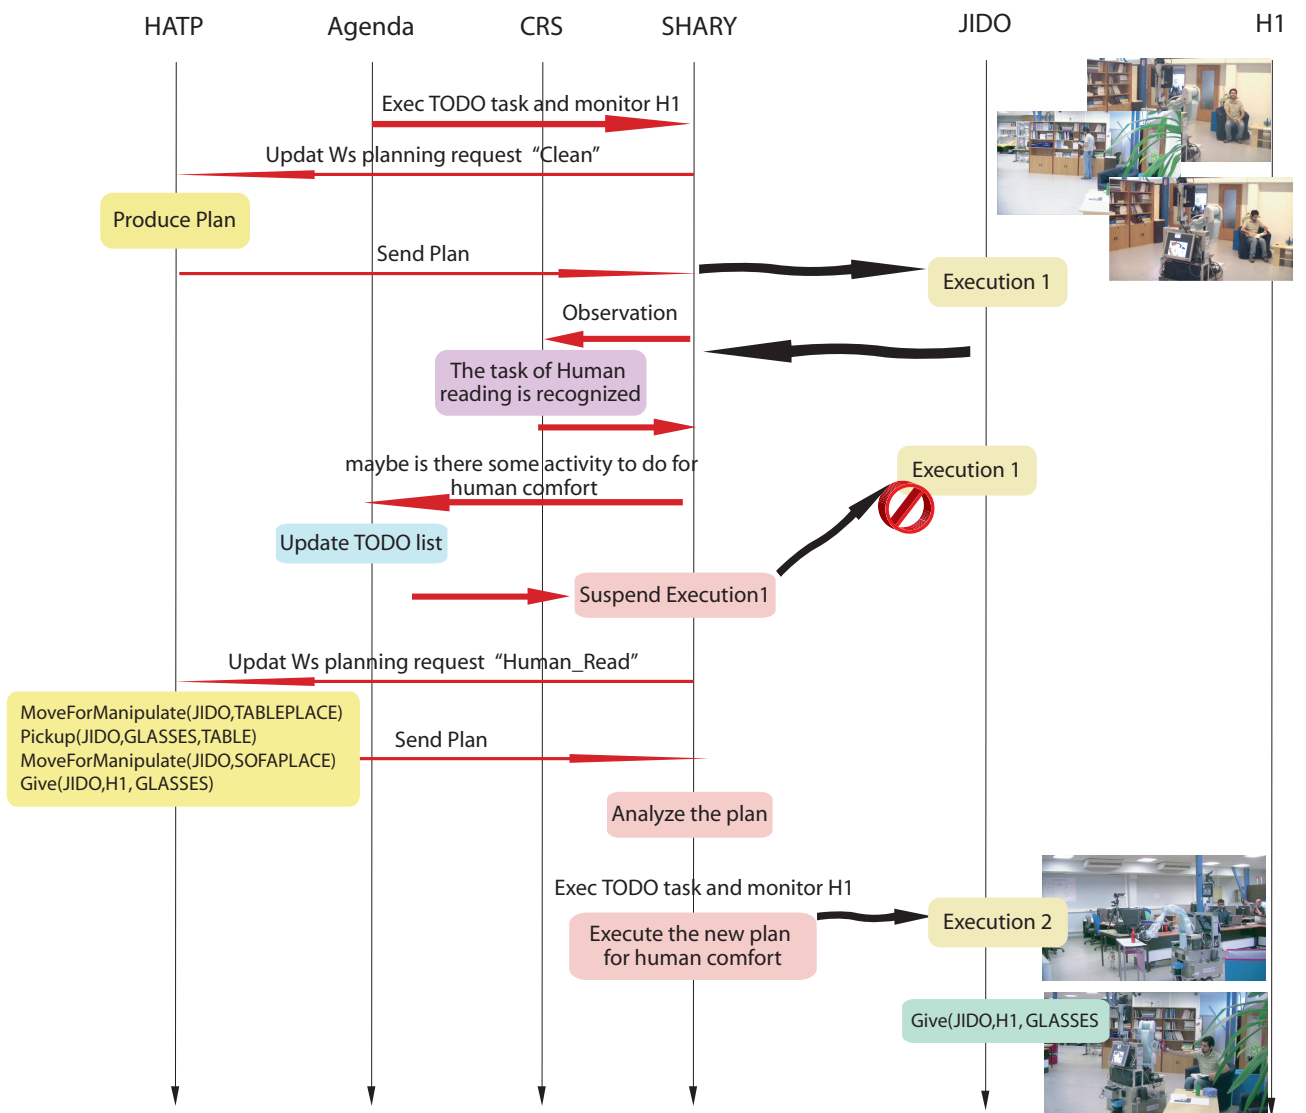 HATP Agenda CRS SHARY JIDO H1
Exec TODO task and monitor H1
Updat Ws planning request “Clean”
Produce Plan
Send Plan
Execution 1
Observation
The task of Human
reading is recognized
maybe is there some activity to do for
human comfort
Execution 1
Update TODO list
Suspend Execution1
Updat Ws planning request “Human_Read”
MoveForManipulate(JIDO,TABLEPLACE)
Pickup(JIDO,GLASSES,TABLE)
MoveForManipulate(JIDO,SOFAPLACE)
Give(JIDO,H1, GLASSES)
Send Plan
Analyze the plan
Exec TODO task and monitor H1
Execute the new plan
for human comfort
Execution 2
Give(JIDO,H1, GLASSES